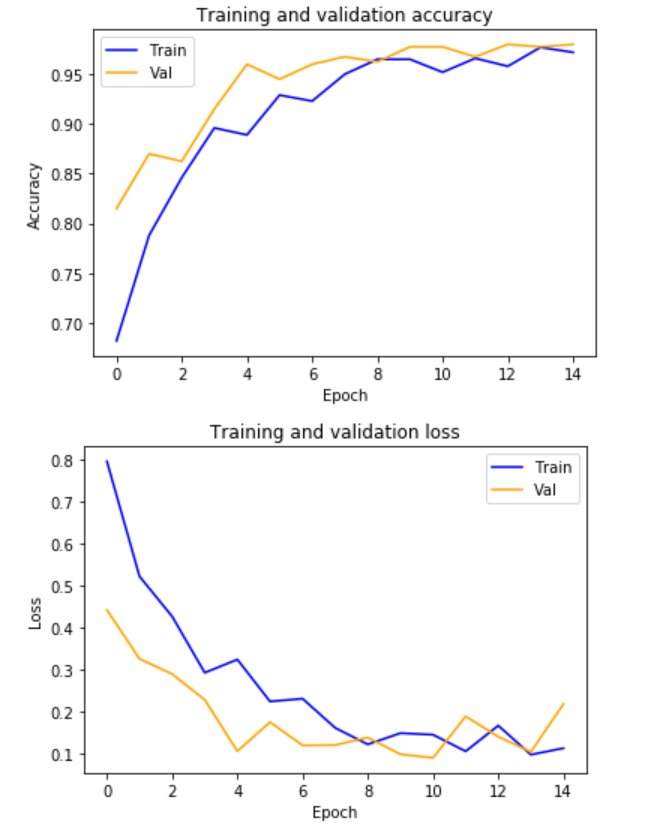 Training and validation accuracy
Train
Val
0.95
0.90
0.85
0.80
0.75
0.70
Accuracy
0 2 4 6 8 10 12 14
Epoch
Training and validation loss
Train
Val
0.8
0.7
0.6
0.5
0.4
0.3
0.2
0.1
Loss
0 2 4 6 8 10 12 14
Epoch